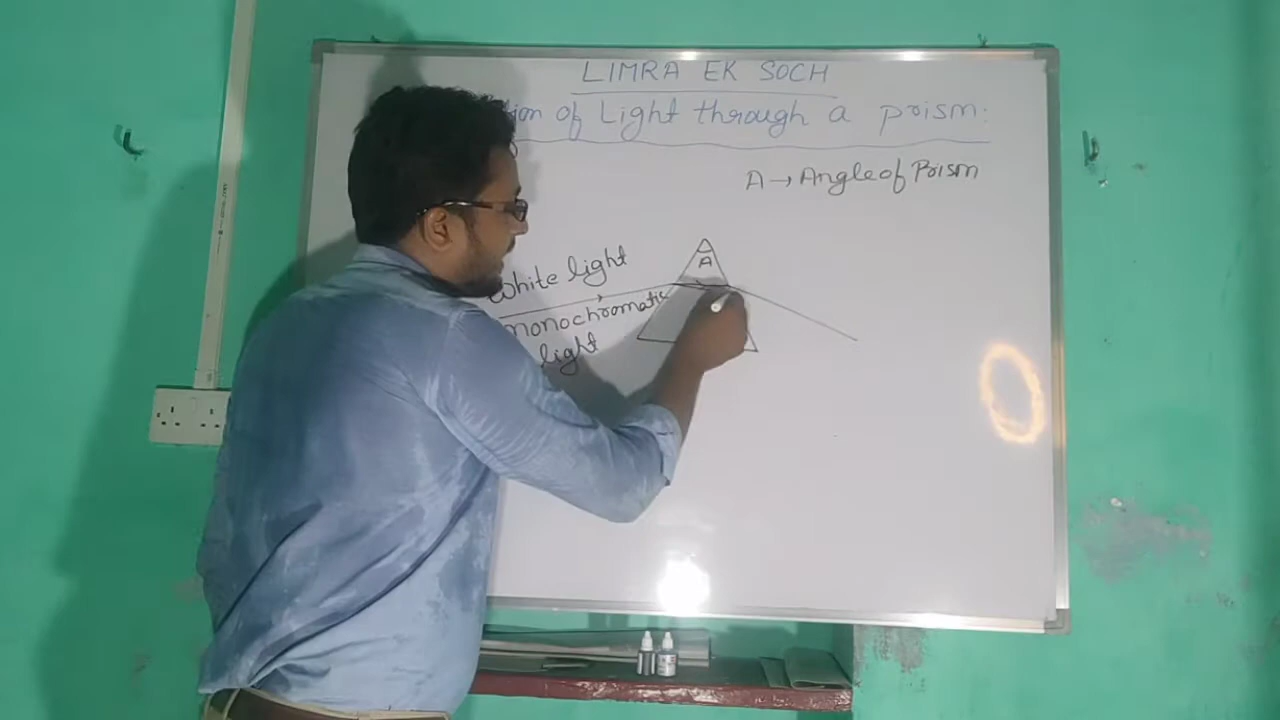 LIMRA EK SOCH
of Light through a prism:
A → Angle of Prism
A
White light
monochromatic
light